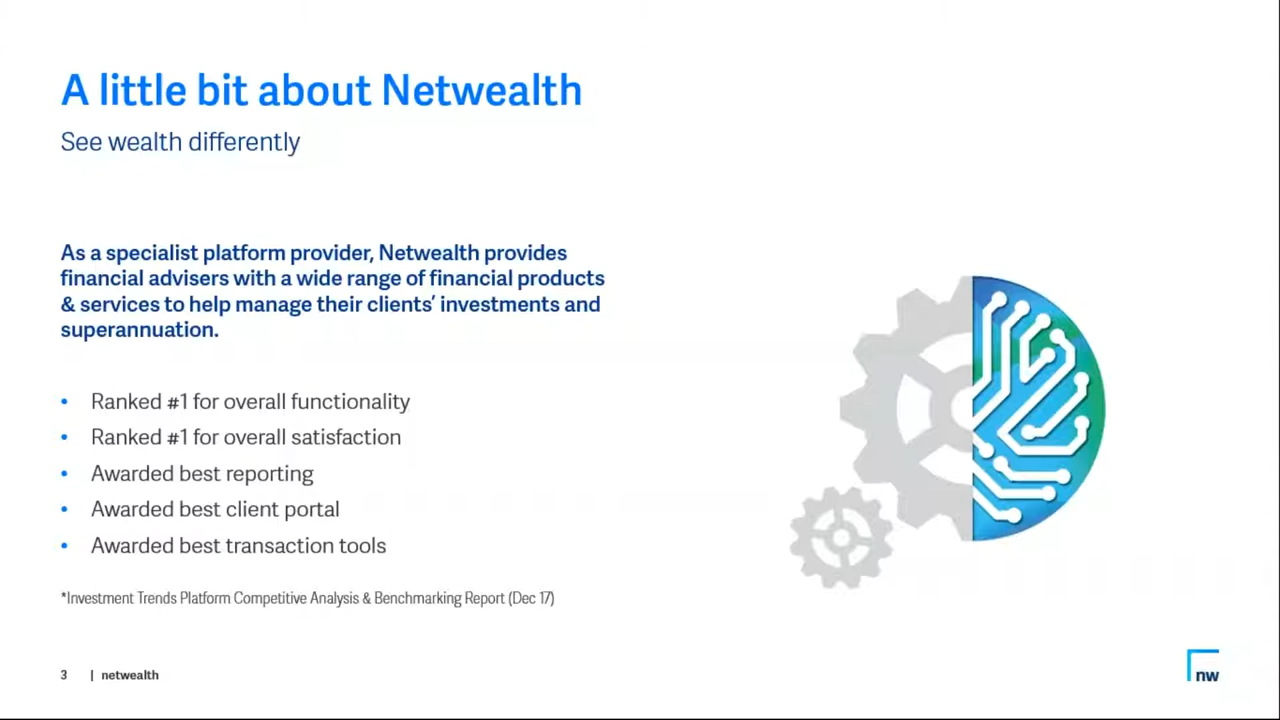 A little bit about Netwealth
See wealth differently
As a specialist platform provider, Netwealth provides
financial advisers with a wide range of financial products
& services to help manage their clients’ investments and
superannuation.
• Ranked #1 for overall functionality
• Ranked #1 for overall satisfaction
• Awarded best reporting
• Awarded best client portal
• Awarded best transaction tools
*Investment Trends Platform Competitive Analysis & Benchmarking Report (Dec 17)
3 | netwealth
nw